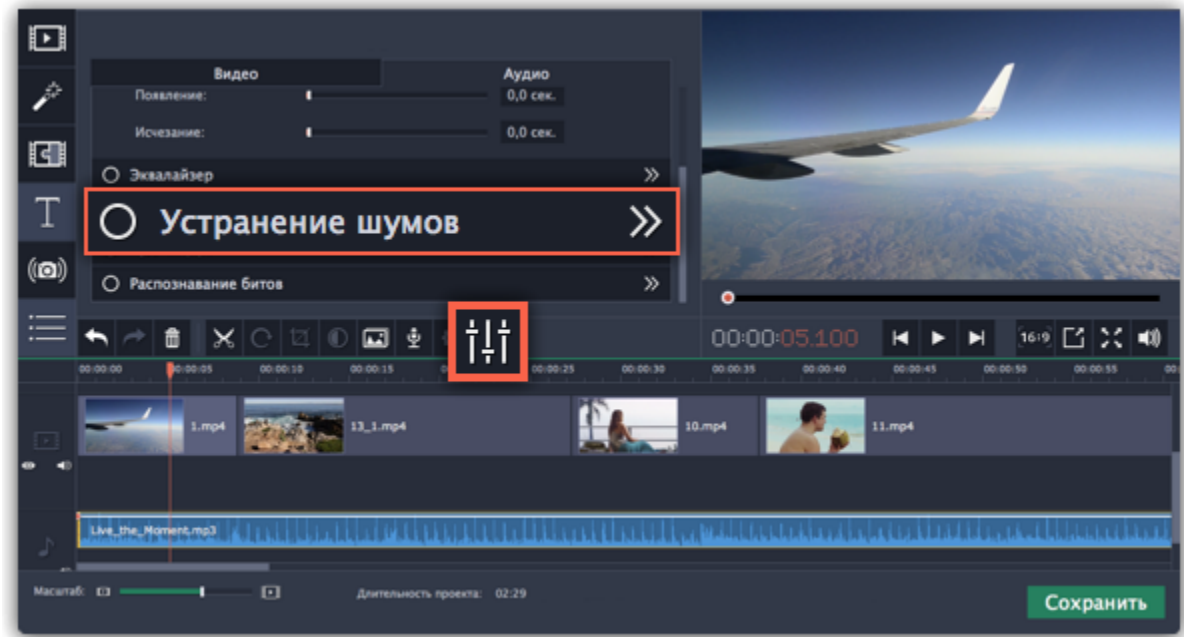 Видео Аудио
Появление: 0,0 сек.
Исчезание: 0,0 сек.
Эквалайзер
Устранение шумов
Распознавание битов
00:00:05.100 16:9
00:00:00 00:00:05 00:00:10 00:00:15 00:00:25 00:00:30 00:00:35 00:00:40 00:00:45 00:00:50 00:00:55
1.mp4 13_1.mp4 10.mp4 11.mp4
Live_the_Moment.mp3
Масштаб: Длительность проекта: 02:29
Сохранить